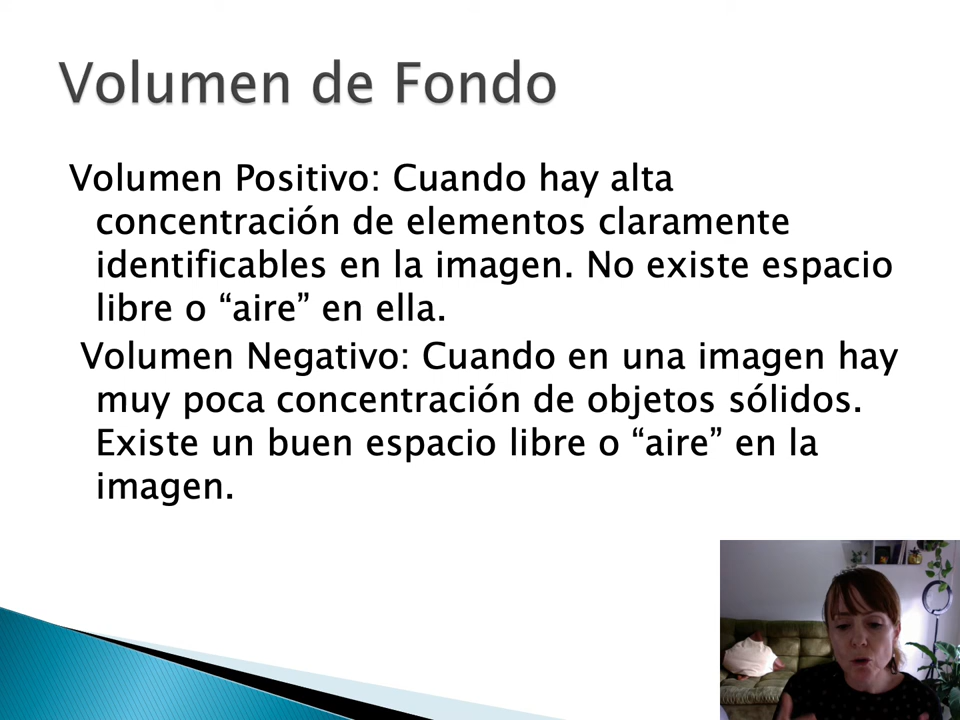 Volumen de Fondo
Volumen Positivo: Cuando hay alta
concentración de elementos claramente
identificables en la imagen. No existe espacio
libre o “aire” en ella.
Volumen Negativo: Cuando en una imagen hay
muy poca concentración de objetos sólidos.
Existe un buen espacio libre o “aire” en la
imagen.